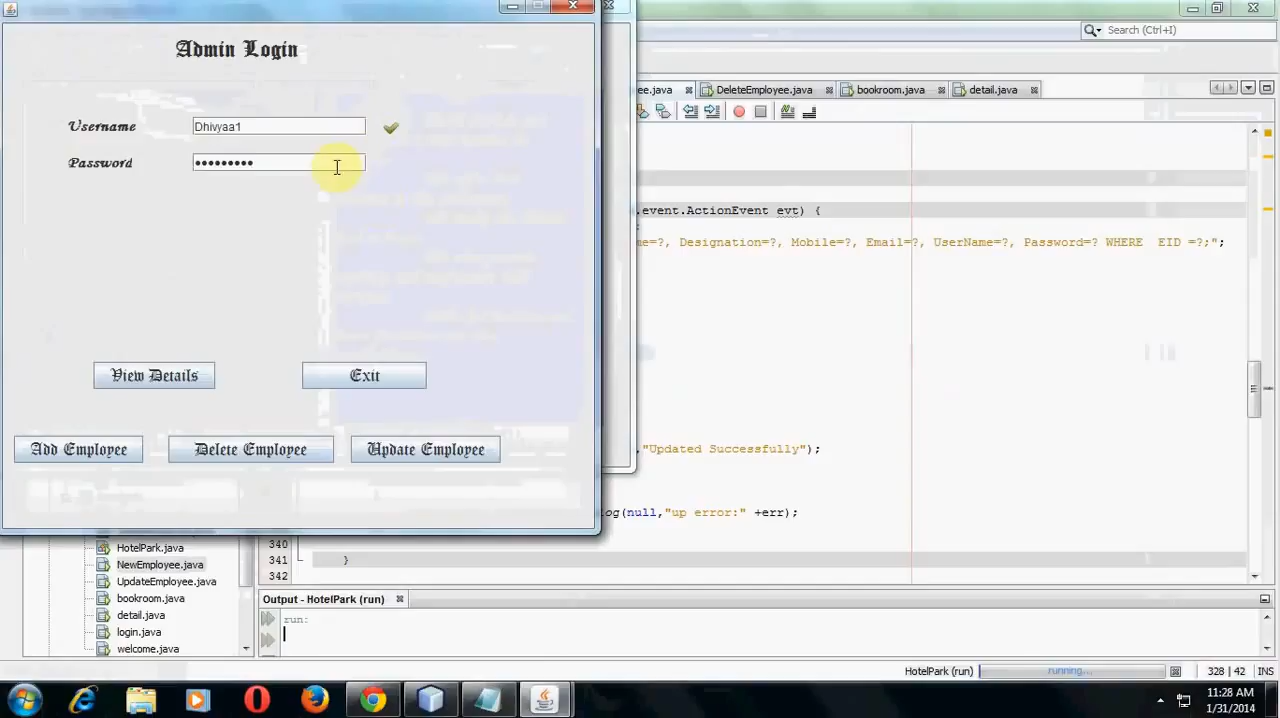 Admin Login
Username
Dhivyaa1
Password
•••••••••
View Details
Exit
Add Employee
Delete Employee
Update Employee
Search (Ctrl+I)
ee.java
DeleteEmployee.java
bookroom.java
detail.java
.event.ActionEvent evt) {
me=?, Designation=?, Mobile=?, Email=?, UserName=?, Password=? WHERE  EID =?;";
,"Updated Successfully");
og(null,"up error:" +err);
340
341
}
342
HotelPark.java
NewEmployee.java
UpdateEmployee.java
bookroom.java
detail.java
login.java
welcome.java
Output - HotelPark (run)
run:
HotelPark (run)
running...
328 | 42
INS
11:28 AM
1/31/2014